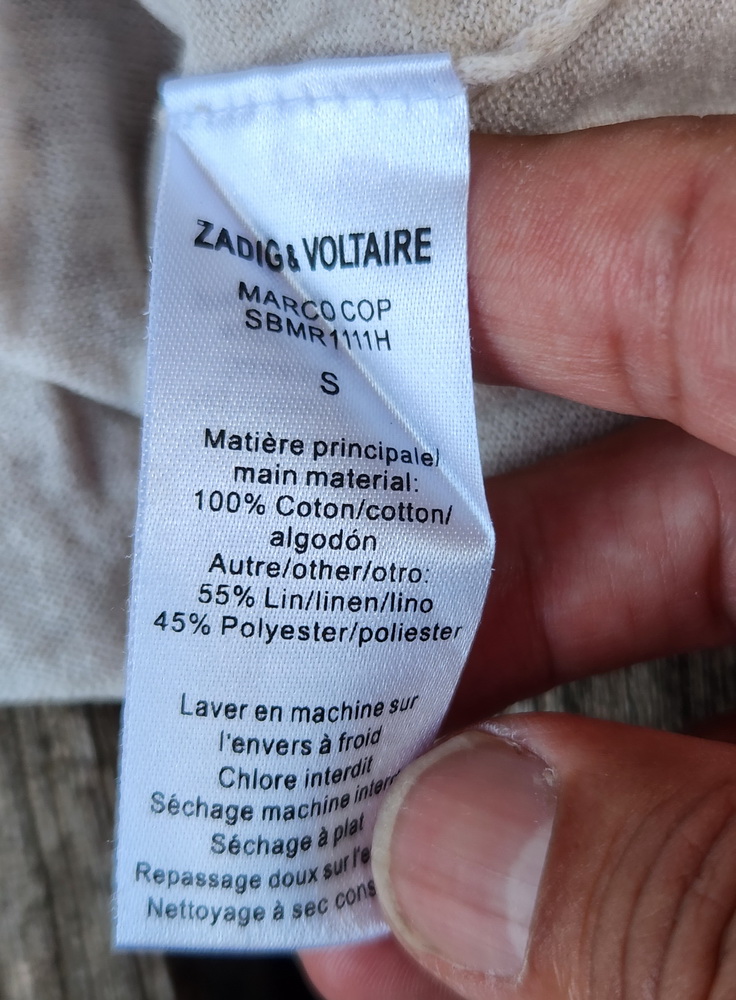 ZADIG & VOLTAIRE
MARCO COP
SBMR1111H
S
Matière principale/
main material:
100% Coton/cotton/
algodón
Autre/other/otro:
55% Lin/linen/lino
45% Polyester/poliester
Laver en machine sur
l'envers à froid
Chlore interdit
Séchage machine
Séchage à plat
Repassage doux sur
Nettoyage à sec